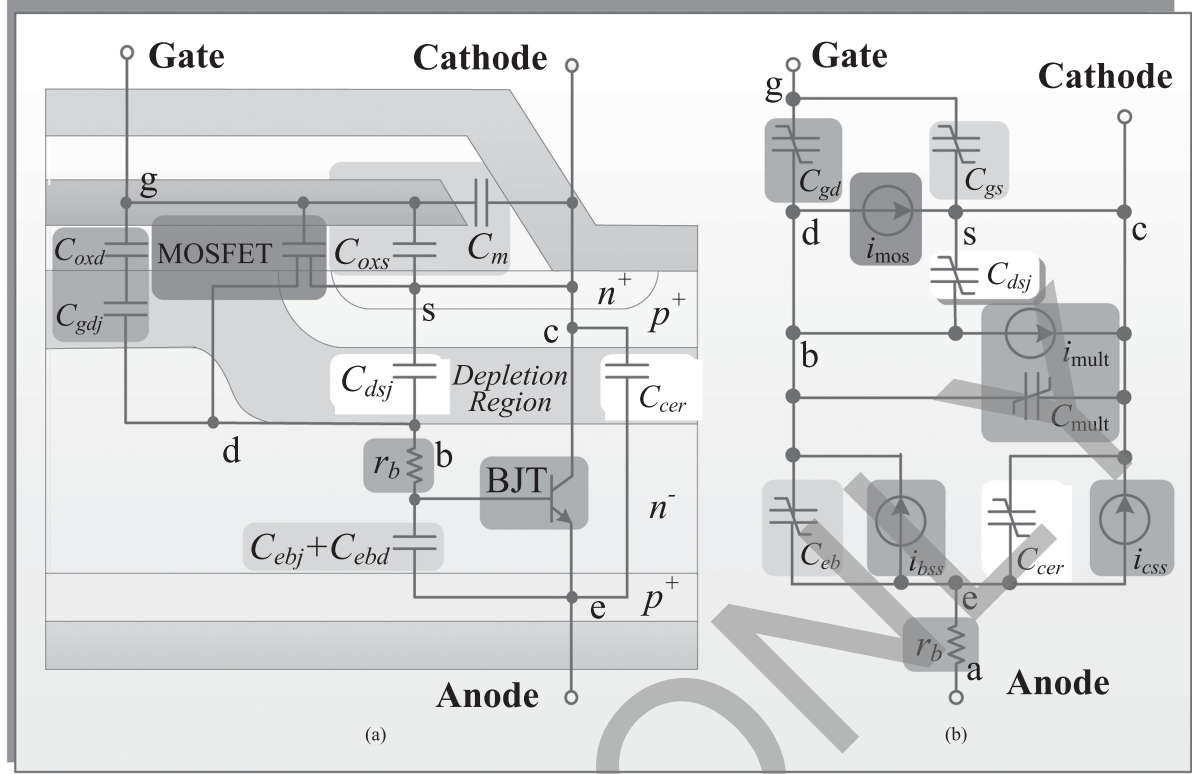 Gate
Cathode
g
C_oxd
MOSFET
C_oxs
C_m
C_gdj
s
n^+
p^+
c
C_dsj
Depletion
Region
C_cer
d
r_b
b
BJT
n^-
C_ebj+C_ebd
e
p^+
Anode
(a)
Gate
g
Cathode
C_gd
C_gs
d
i_mos
s
c
C_dsj
b
i_mult
C_mult
C_eb
i_bss
C_cer
i_css
e
r_b
a
Anode
(b)